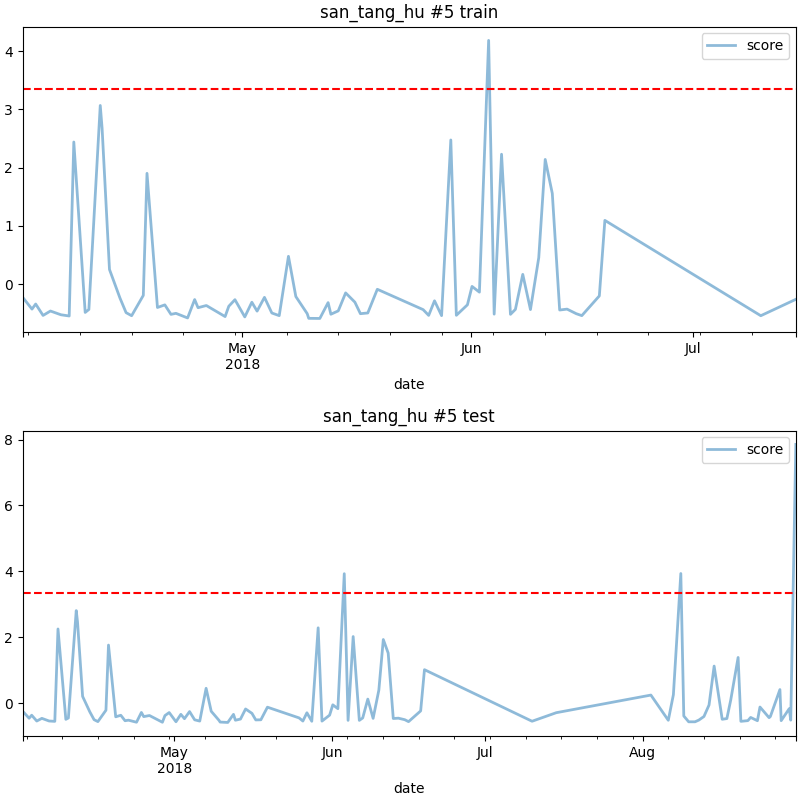 san_tang_hu #5 train
score
4
3
2
1
0
May
2018
Jun
Jul
date
san_tang_hu #5 test
score
8
6
4
2
0
May
2018
Jun
Jul
Aug
date